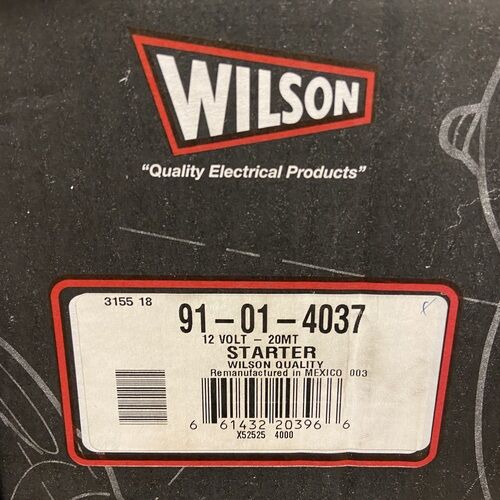 WILSON
“Quality Electrical Products”
3155 18
91-01-4037
12 VOLT - 20MT
STARTER
WILSON QUALITY
Remanufactured in MEXICO 003
6 61432 20396 6
X52525 4000